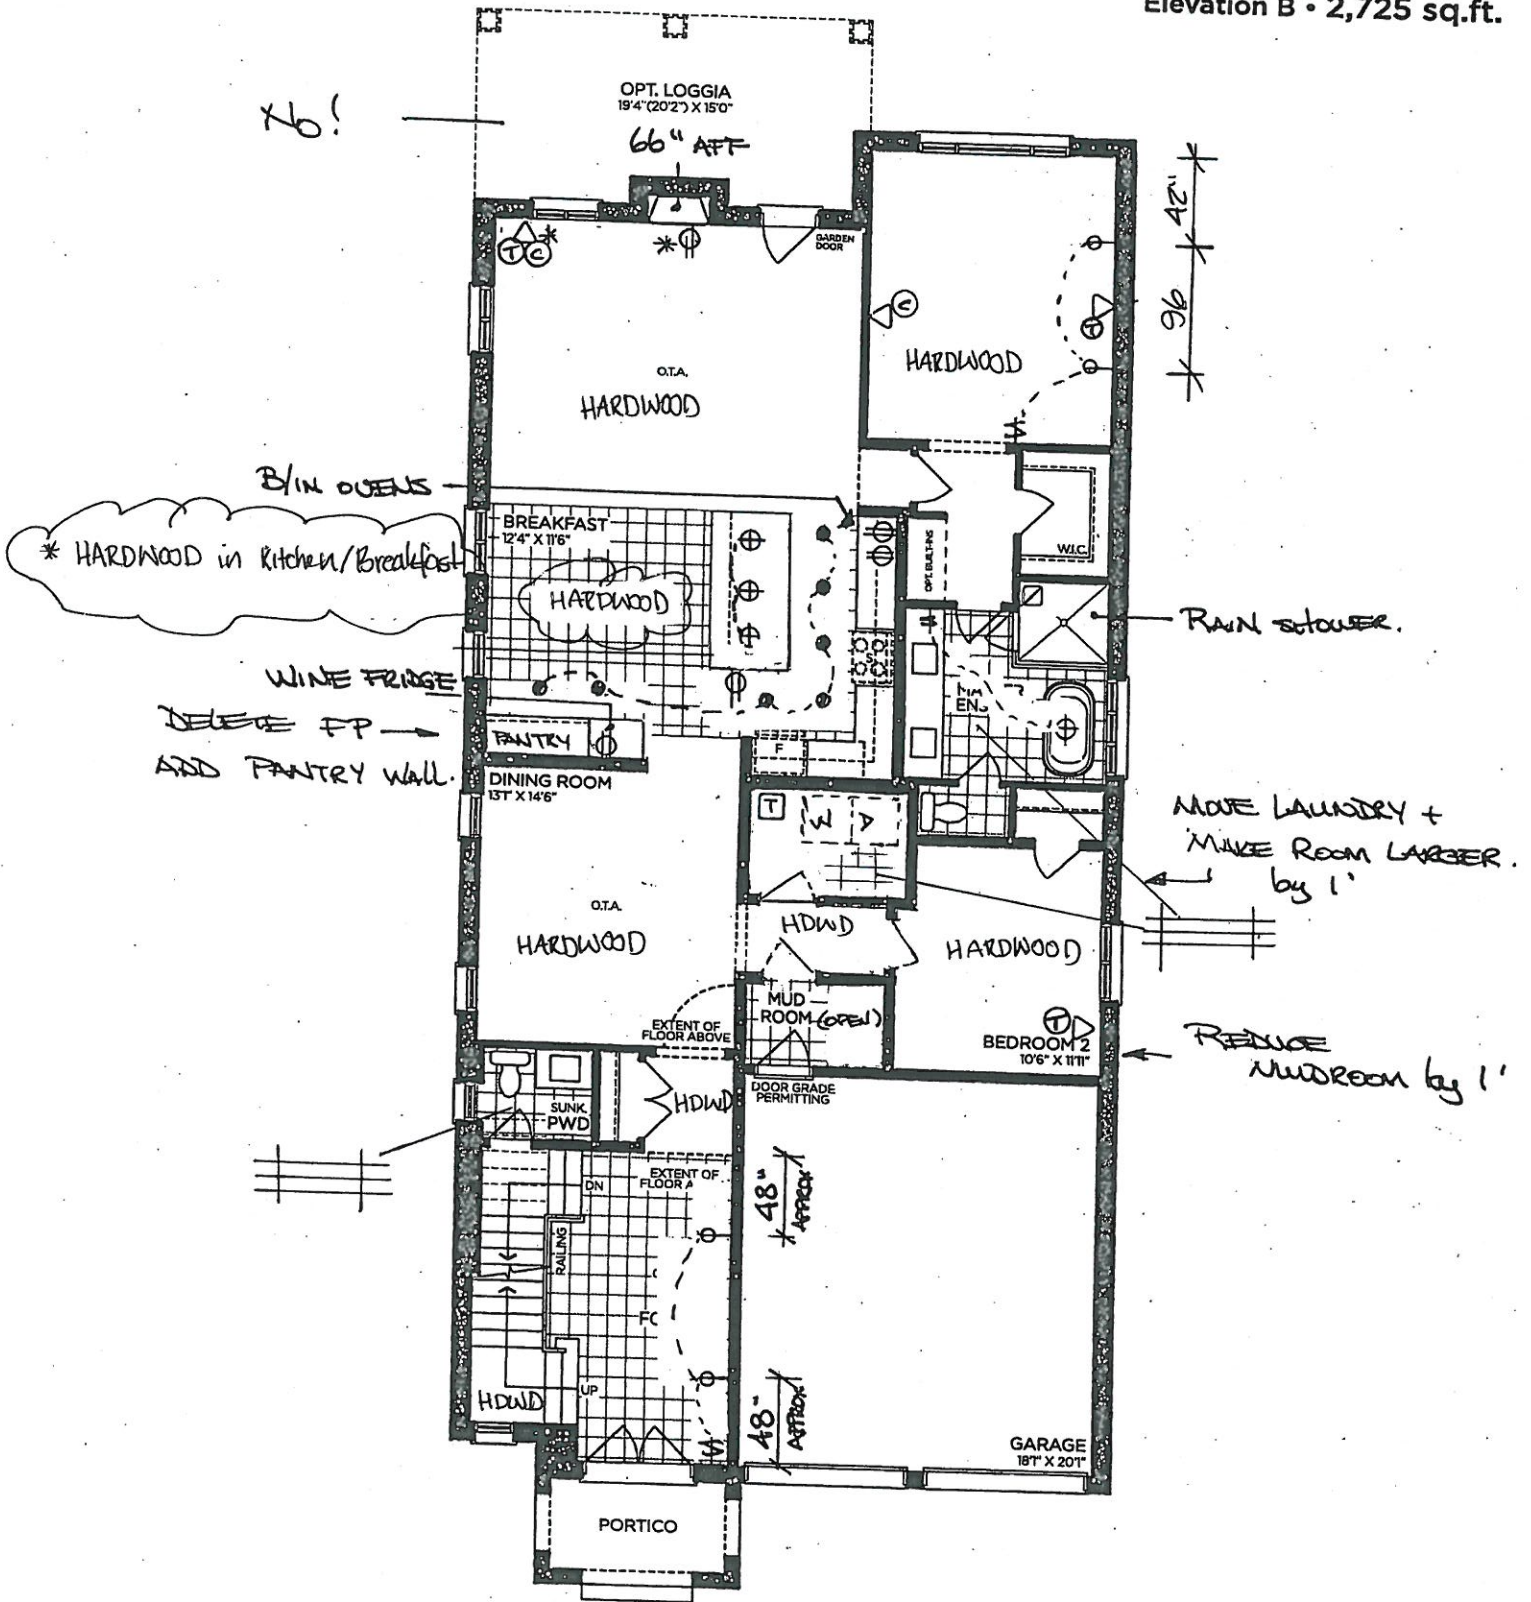 Elevation B • 2,725 sq.ft.
No!
OPT. LOGGIA
19'4"(20'2") X 15'0"
66" AFF
GARDEN
DOOR
42"
96
T C *
*
C
T
HARDWOOD
O.T.A.
HARDWOOD
B/IN OVENS
* HARDWOOD in Kitchen/Breakfast
BREAKFAST
12'4" X 11'6"
HARDWOOD
OPT. BUILT-INS
W.I.C.
RAIN SHOWER.
WINE FRIDGE
DELETE FP
ADD PANTRY WALL.
PANTRY
F
ENS
DINING ROOM
13'1" X 14'6"
T
W
D
MOVE LAUNDRY +
MAKE ROOM LARGER.
by 1'
O.T.A.
HARDWOOD
HDWD
HARDWOOD
MUD
ROOM (OPEN)
EXTENT OF
FLOOR ABOVE
T
BEDROOM 2
10'6" X 11'11"
REDUCE
MUDROOM by 1'
DOOR GRADE
PERMITTING
SUNK.
PWD
HDWD
EXTENT OF
FLOOR A
DN
RAILING
48"
APPROX
FO
UP
HDWD
48"
APPROX
GARAGE
18'1" X 20'1"
PORTICO